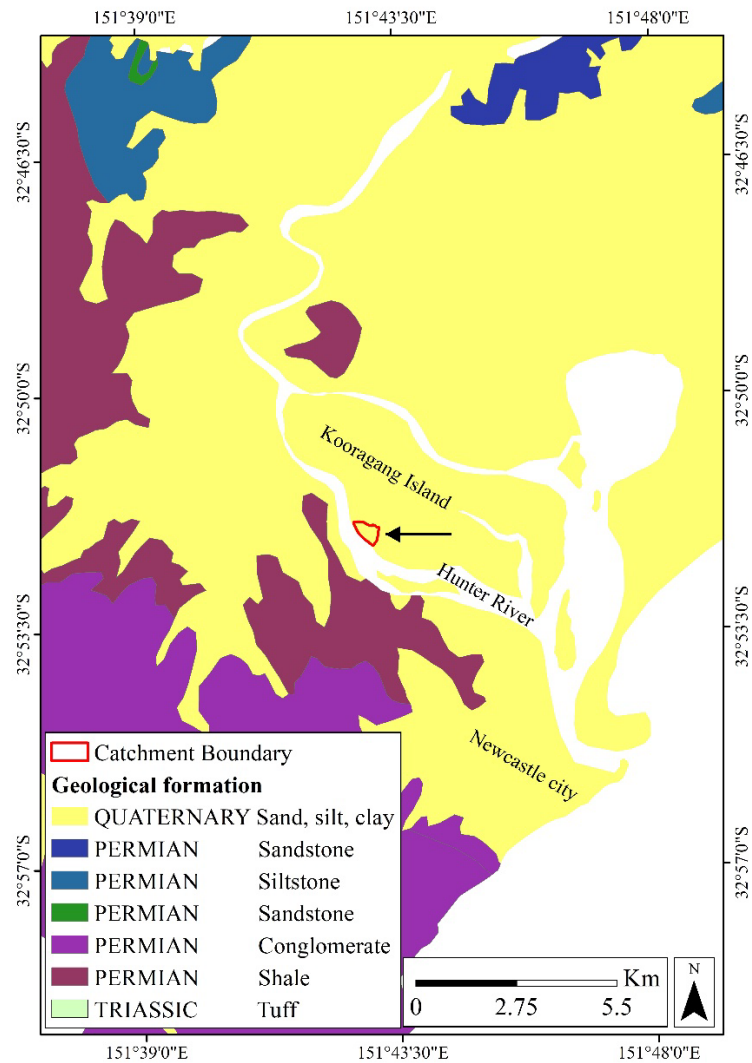 151°39'0"E 151°43'30"E 151°48'0"E
32°46'30"S 32°46'30"S
32°50'0"S 32°50'0"S
Kooragang Island
Hunter River
32°53'30"S 32°53'30"S
Newcastle city
Catchment Boundary
Geological formation
QUATERNARY Sand, silt, clay
PERMIAN Sandstone
PERMIAN Siltstone
PERMIAN Sandstone
PERMIAN Conglomerate
PERMIAN Shale
TRIASSIC Tuff
32°57'0"S 32°57'0"S
Km
0 2.75 5.5
N
151°39'0"E 151°43'30"E 151°48'0"E